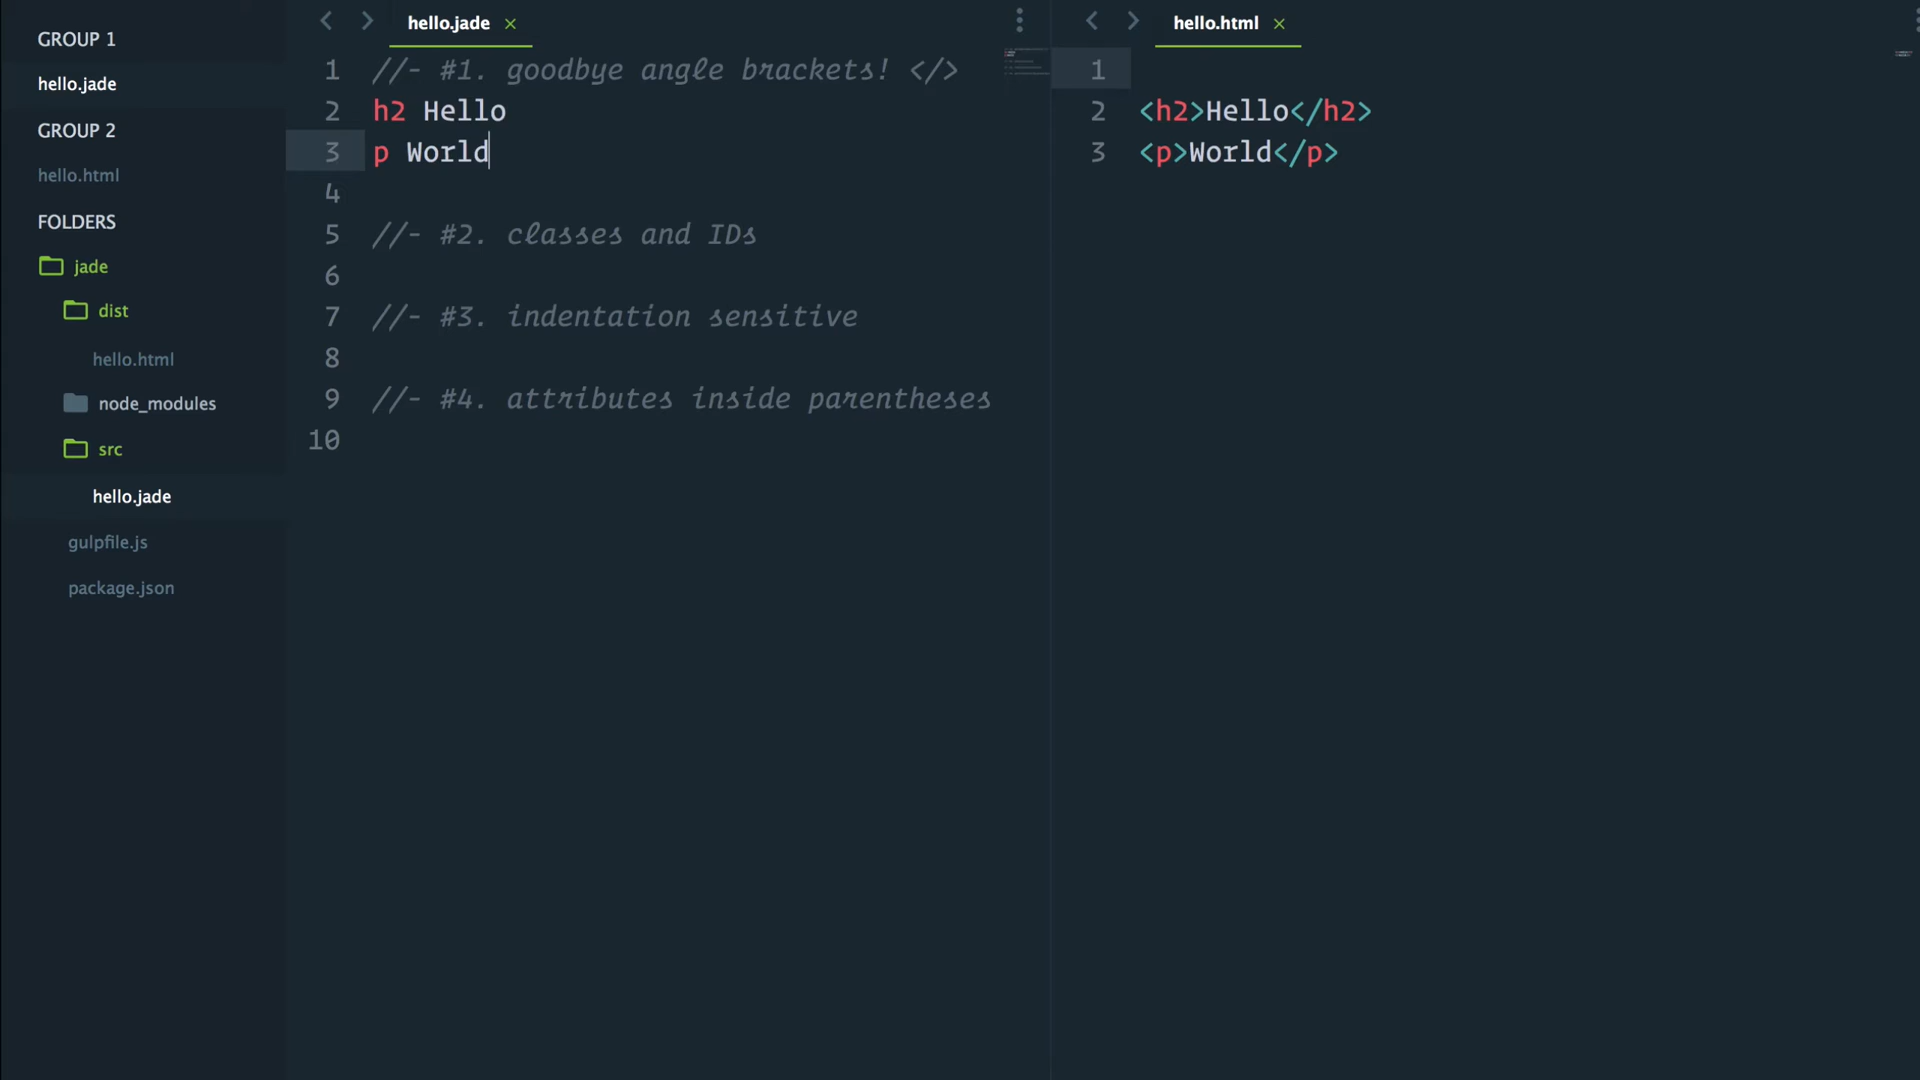 GROUP 1
hello.jade
GROUP 2
hello.html
FOLDERS
jade
dist
hello.html
node_modules
src
hello.jade
gulpfile.js
package.json
hello.jade ×
1 //- #1. goodbye angle brackets! </>
2 h2 Hello
3 p World
4
5 //- #2. classes and IDs
6
7 //- #3. indentation sensitive
8
9 //- #4. attributes inside parentheses
10
hello.html ×
1
2 <h2>Hello</h2>
3 <p>World</p>